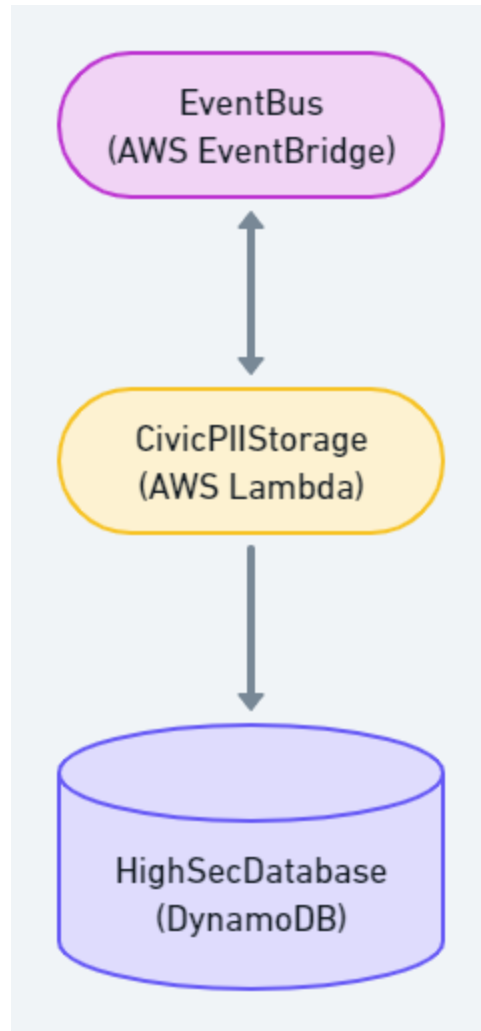 EventBus
(AWS EventBridge)
CivicPIIStorage
(AWS Lambda)
HighSecDatabase
(DynamoDB)